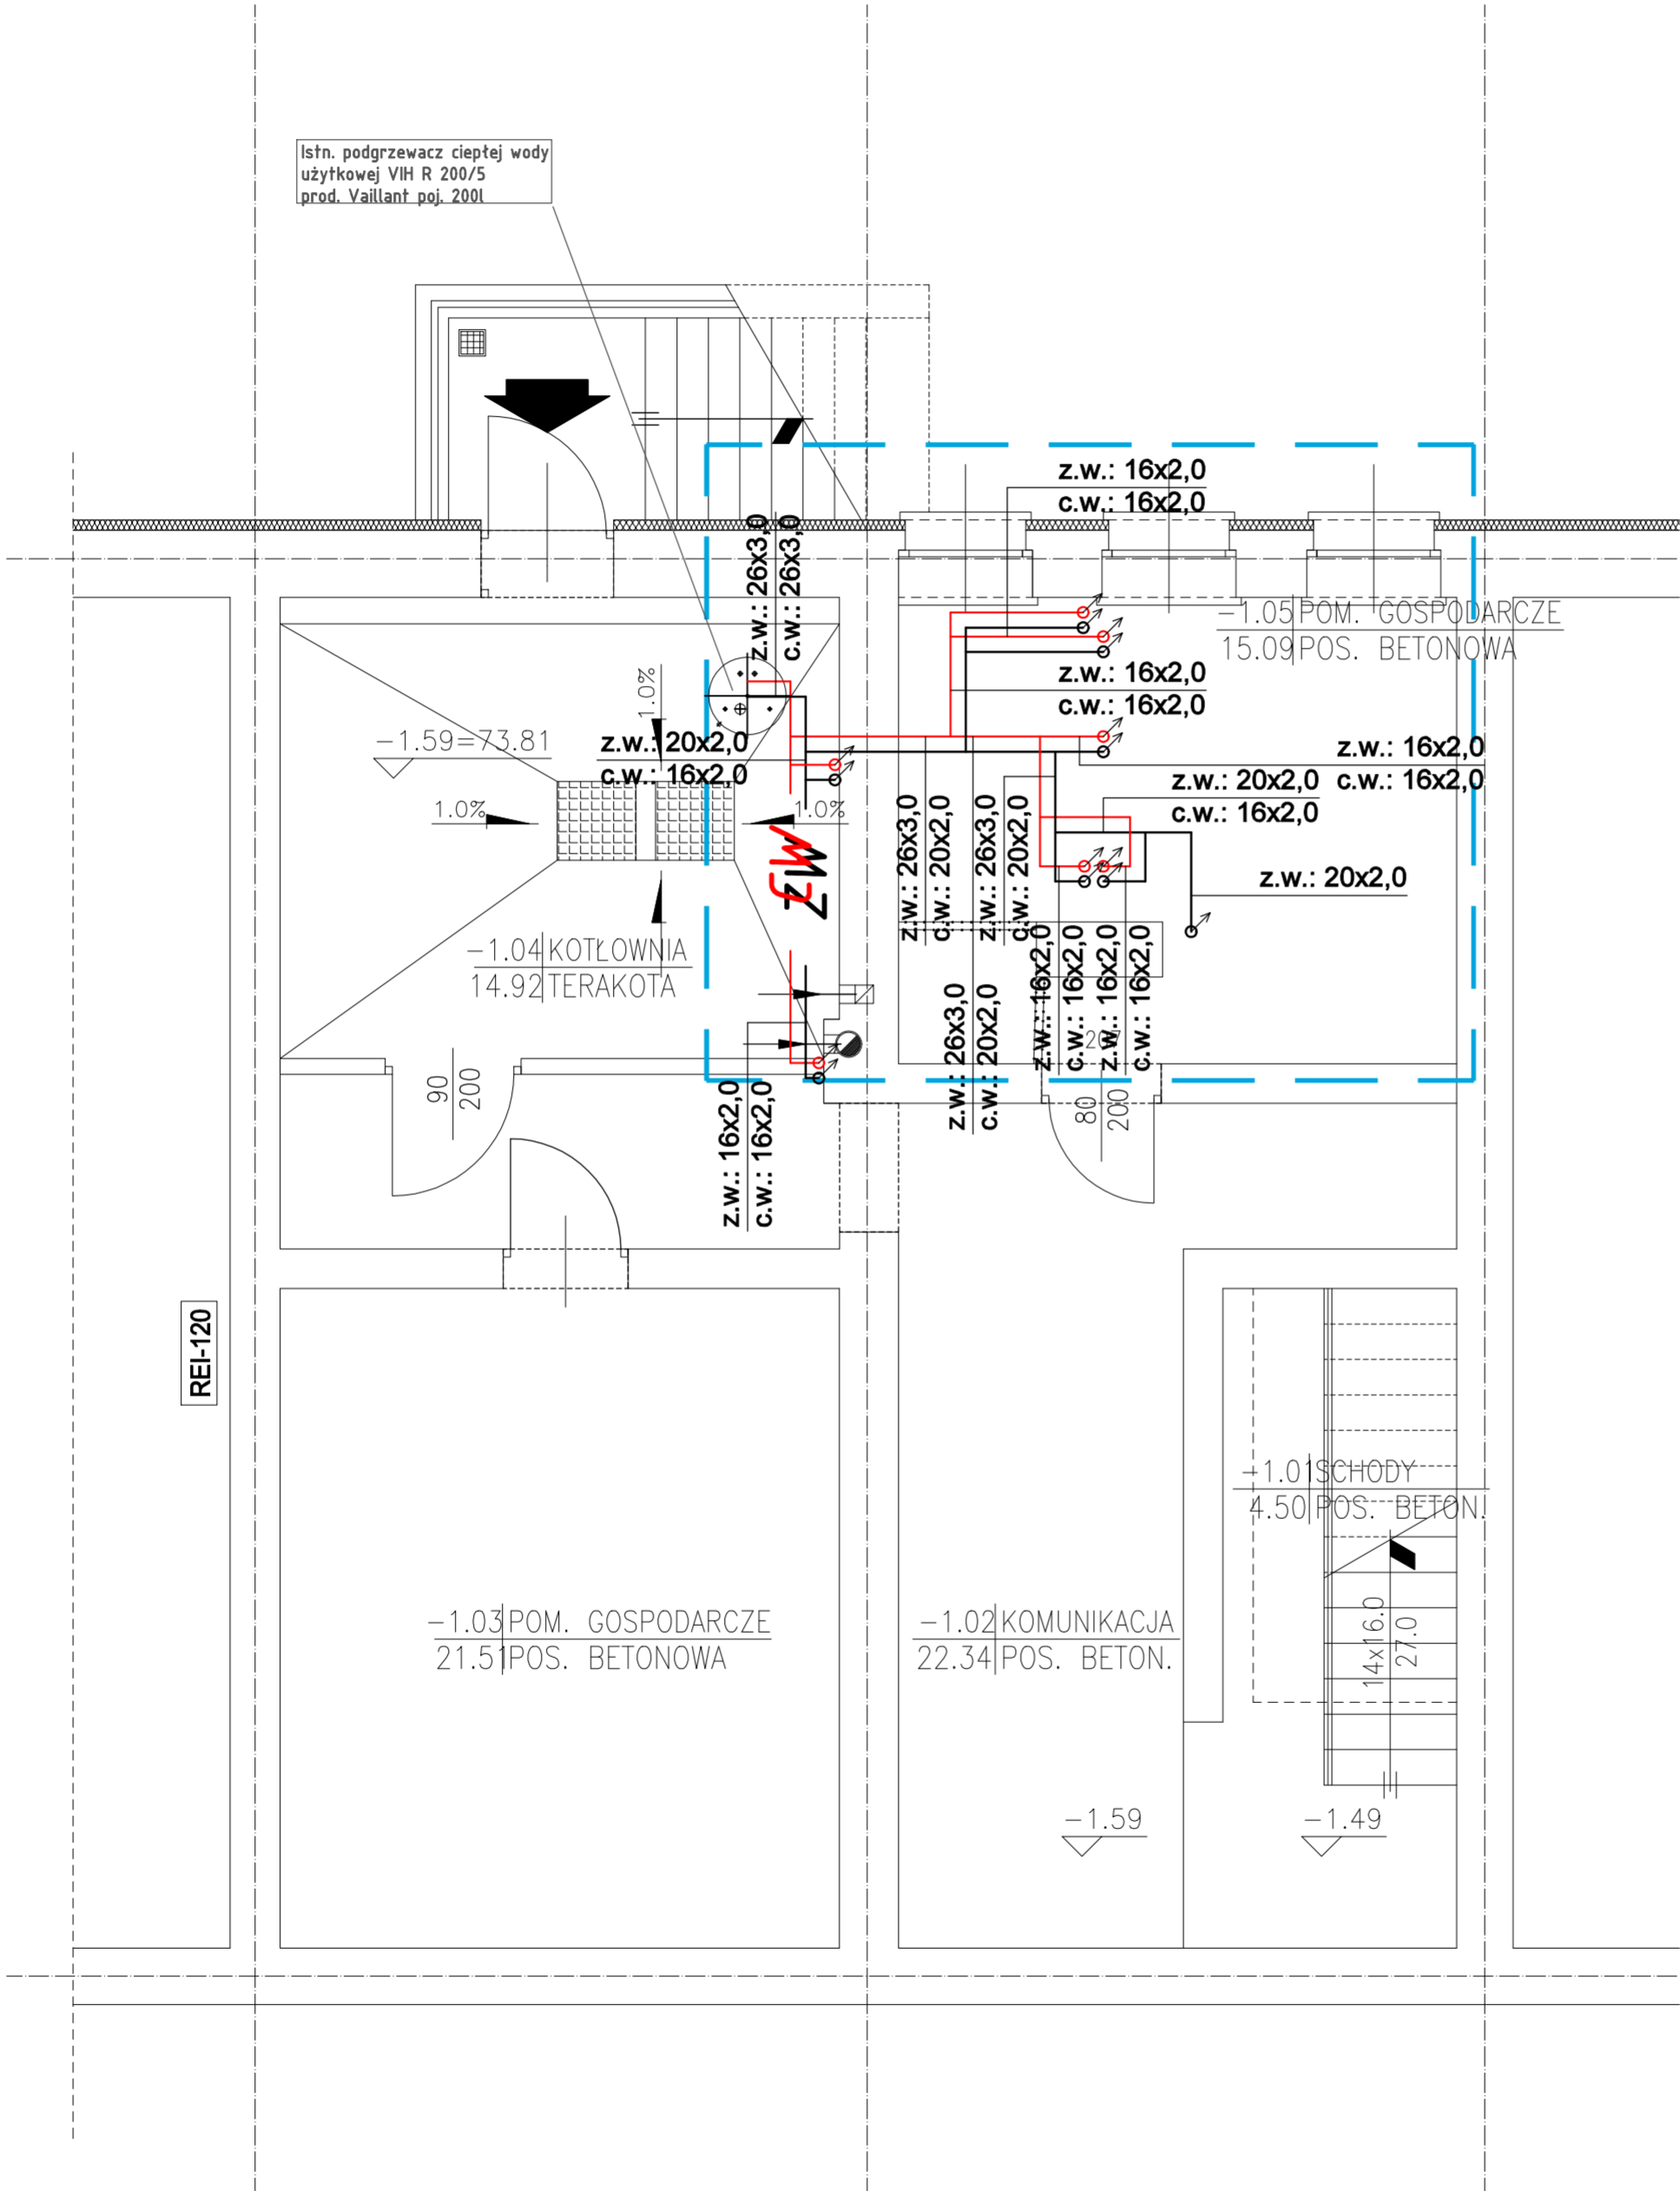 Istn. podgrzewacz ciepłej wody
użytkowej VIH R 200/5
prod. Vaillant poj. 200l
z.w.: 16x2,0
c.w.: 16x2,0
z.w.: 26x3,0
c.w.: 26x3,0
-1.05 POM. GOSPODARCZE
15.09 POS. BETONOWA
z.w.: 16x2,0
c.w.: 16x2,0
1.0%
-1.59=73.81
z.w.: 20x2,0
c.w.: 16x2,0
z.w.: 16x2,0
c.w.: 16x2,0
z.w.: 20x2,0
c.w.: 16x2,0
1.0%
1.0%
z.w.: 26x3,0
c.w.: 20x2,0
z.w.: 26x3,0
c.w.: 20x2,0
z.w.: 20x2,0
-1.04 KOTŁOWNIA
14.92 TERAKOTA
z.w.: 16x2,0
c.w.: 16x2,0
z.w.: 16x2,0
c.w.: 16x2,0
z.w.: 26x3,0
c.w.: 20x2,0
207
90
200
80
200
z.w.: 16x2,0
c.w.: 16x2,0
REI-120
-1.01 SCHODY
4.50 POS. BETON.
-1.03 POM. GOSPODARCZE
21.51 POS. BETONOWA
-1.02 KOMUNIKACJA
22.34 POS. BETON.
14x16.0
27.0
-1.59
-1.49